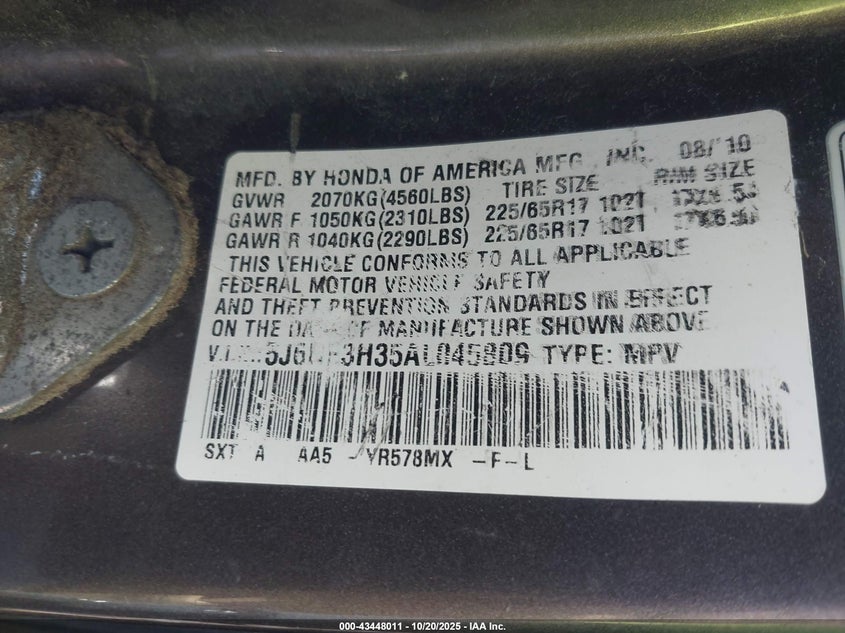 MFD. BY HONDA OF AMERICA MFG., INC. 08/10
GVWR 2070KG(4560LBS) TIRE SIZE RIM SIZE
GAWR F 1050KG(2310LBS) 225/65R17 102T
GAWR R 1040KG(2290LBS) 225/65R17 102T
THIS VEHICLE CONFORMS TO ALL APPLICABLE
FEDERAL MOTOR VEHICLE SAFETY
AND THEFT PREVENTION STANDARDS IN EFFECT
ON THE DATE OF MANUFACTURE SHOWN ABOVE
TYPE: MPV
SXT A AA5 -YR578MX -F-L
000-43448011 - 10/20/2025 - IAA Inc.